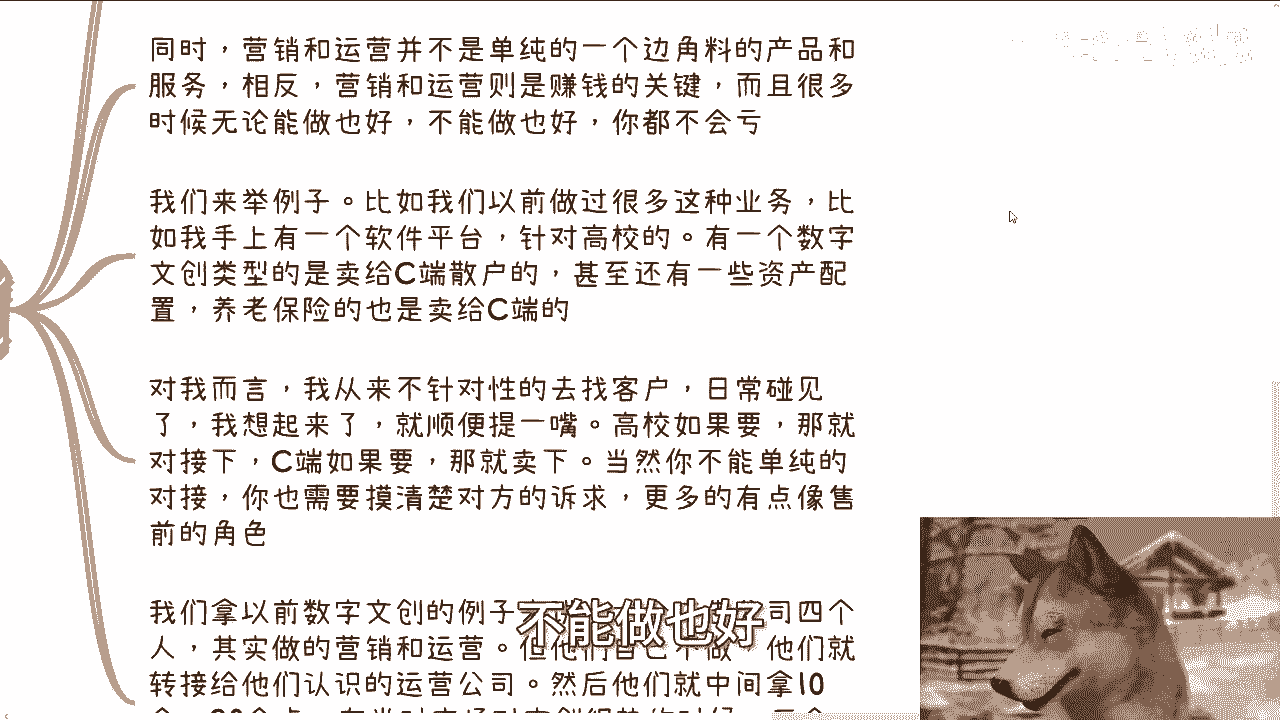 同时，营销和运营并不是单纯的一个边角料的产品和
服务，相反，营销和运营则是赚钱的关键，而且很多
时候无论能做也好，不能做也好，你都不会亏
我们来举例子。比如我们以前做过很多这种业务，比
如我手上有一个软件平台，针对高校的。有一个数字
文创类型的是卖给C端散户的，甚至还有一些资产配
置，养老保险的也是卖给C端的
对我而言，我从来不针对性的去找客户，日常碰见
了，我想起来了，就顺便提一嘴。高校如果要，那就
对接下，C端如果要，那就卖下。当然你不能单纯的
对接，你也需要摸清楚对方的诉求，更多的有点像售
前的角色
我们拿以前数字文创的例子 司四个
人，其实做的营销和运营。但他们自己不做，他们就
转接给他们认识的运营公司。然后他们就中间拿10
不能做也好